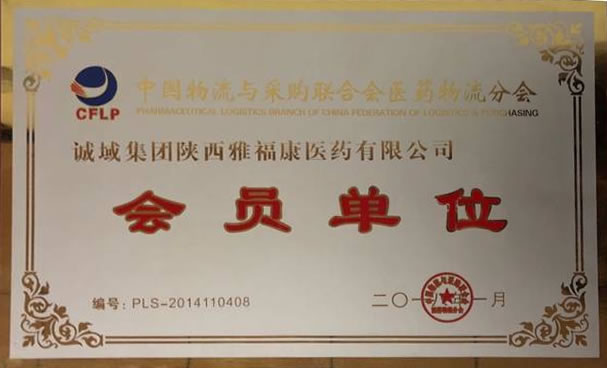 CFLP
中国物流与采购联合会医药物流分会
PHARMACEUTICAL LOGISTICS BRANCH OF CHINA FEDERATION OF LOGISTICS & PURCHASING
诚域集团陕西雅福康医药有限公司
会员单位
编号: PLS-2014110408
二〇一八年一月